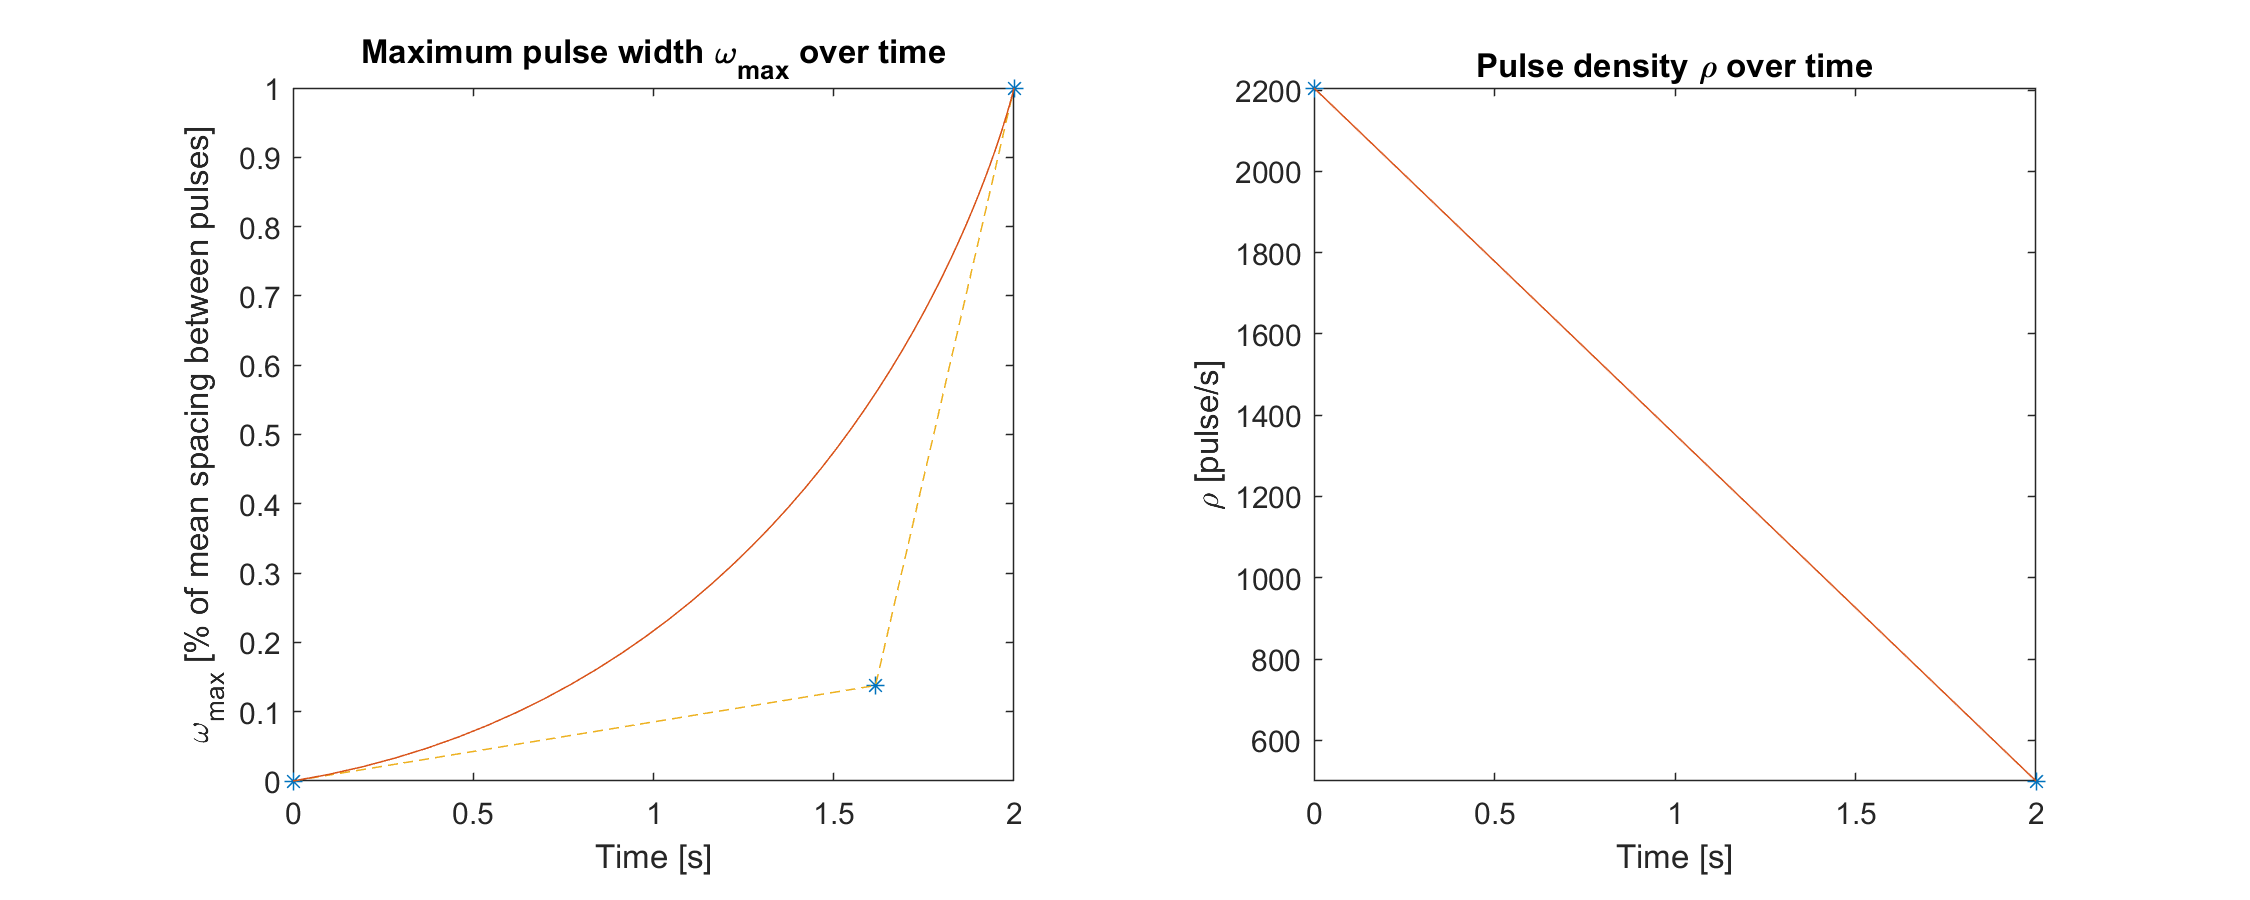 Maximum pulse width ω_max over time
ω_max [% of mean spacing between pulses]
1
0.9
0.8
0.7
0.6
0.5
0.4
0.3
0.2
0.1
0
0 0.5 1 1.5 2
Time [s]
Pulse density ρ over time
ρ [pulse/s]
2200
2000
1800
1600
1400
1200
1000
800
600
0 0.5 1 1.5 2
Time [s]